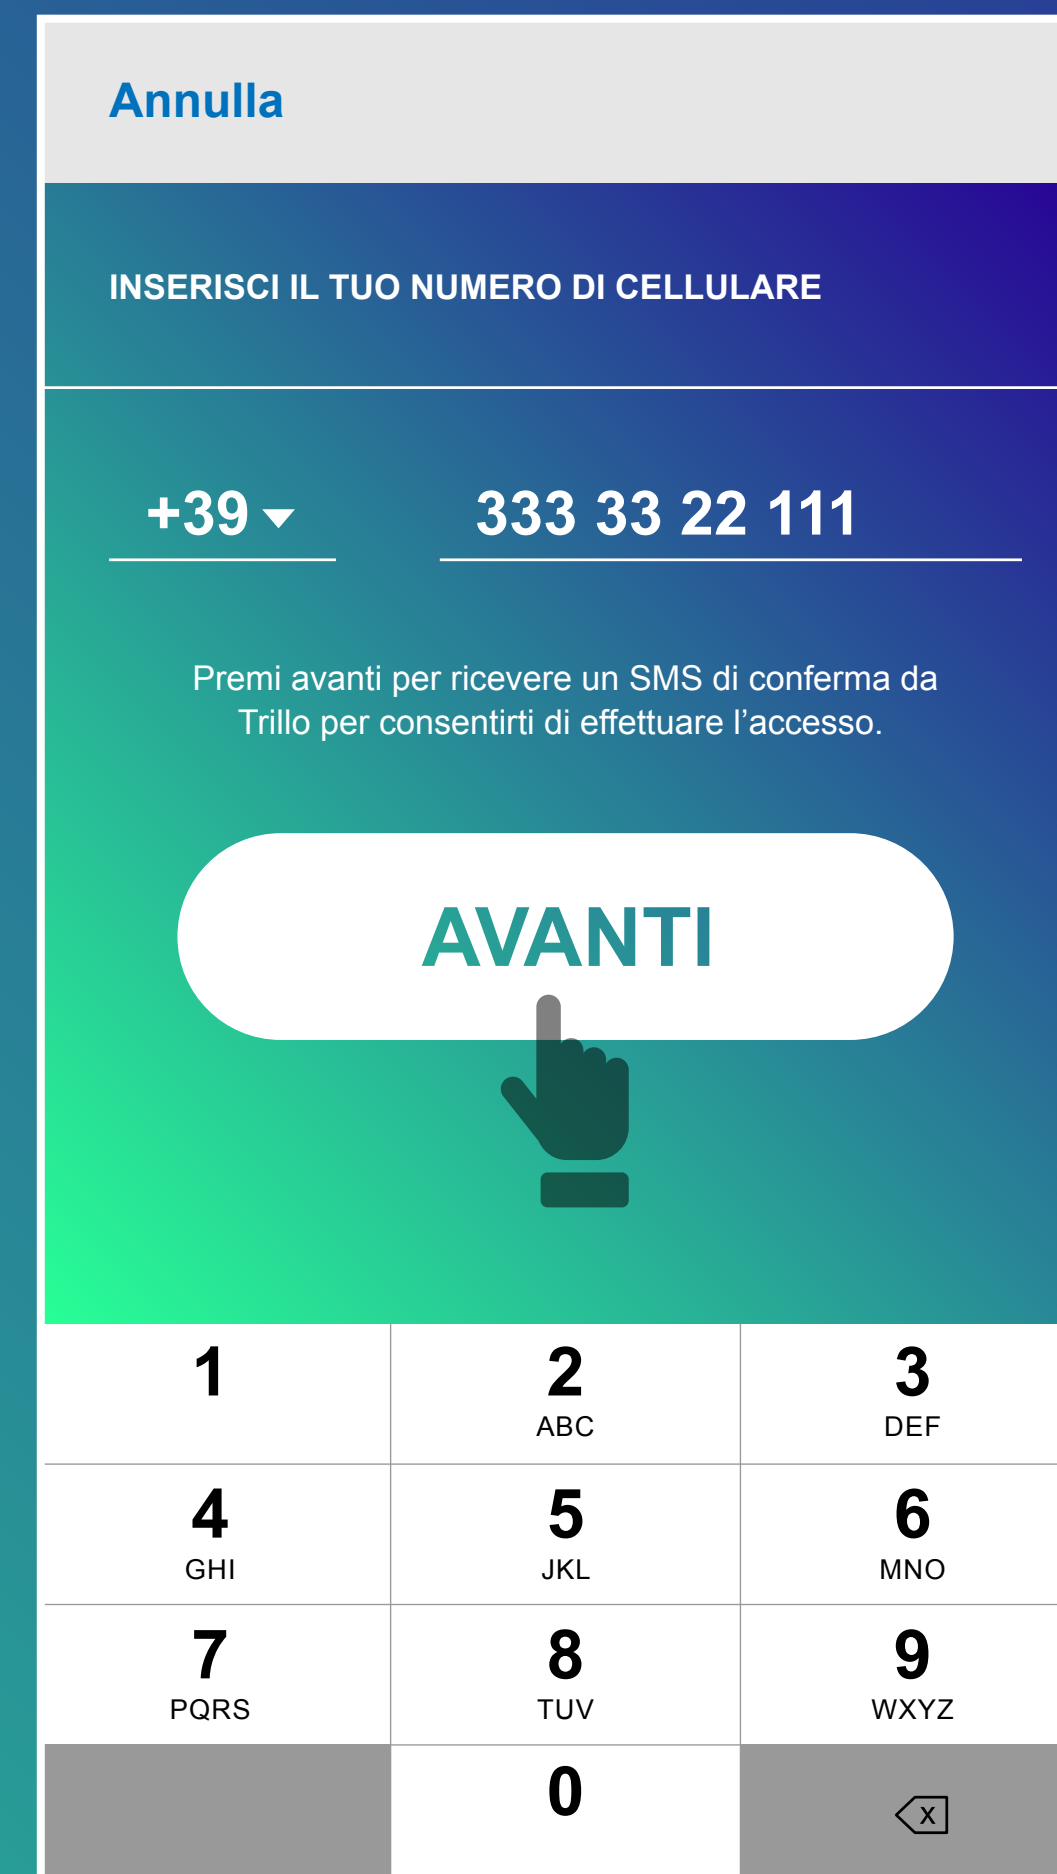 Annulla
INSERISCI IL TUO NUMERO DI CELLULARE
+39 333 33 22 111
Premi avanti per ricevere un SMS di conferma da
Trillo per consentirti di effettuare l’accesso.
AVANTI
1 2 3
ABC DEF
4 5 6
GHI JKL MNO
7 8 9
PQRS TUV WXYZ
0
X